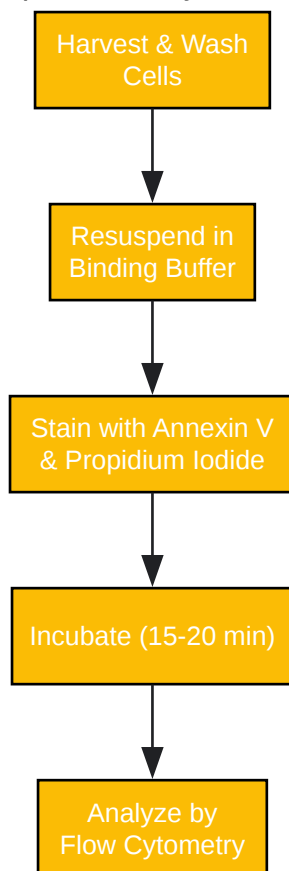 Harvest & Wash
Cells
Resuspend in
Binding Buffer
Stain with Annexin V
& Propidium Iodide
Incubate (15-20 min)
Analyze by
Flow Cytometry